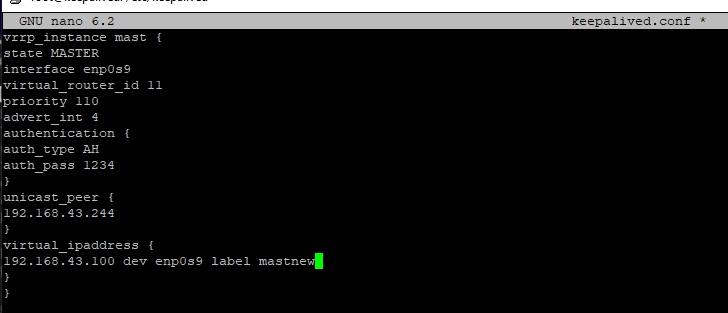 GNU nano 6.2 keepalived.conf *
vrrp_instance mast {
state MASTER
interface enp0s9
virtual_router_id 11
priority 110
advert_int 4
authentication {
auth_type AH
auth_pass 1234
}
unicast_peer {
192.168.43.244
}
virtual_ipaddress {
192.168.43.100 dev enp0s9 label mastnew
}
}